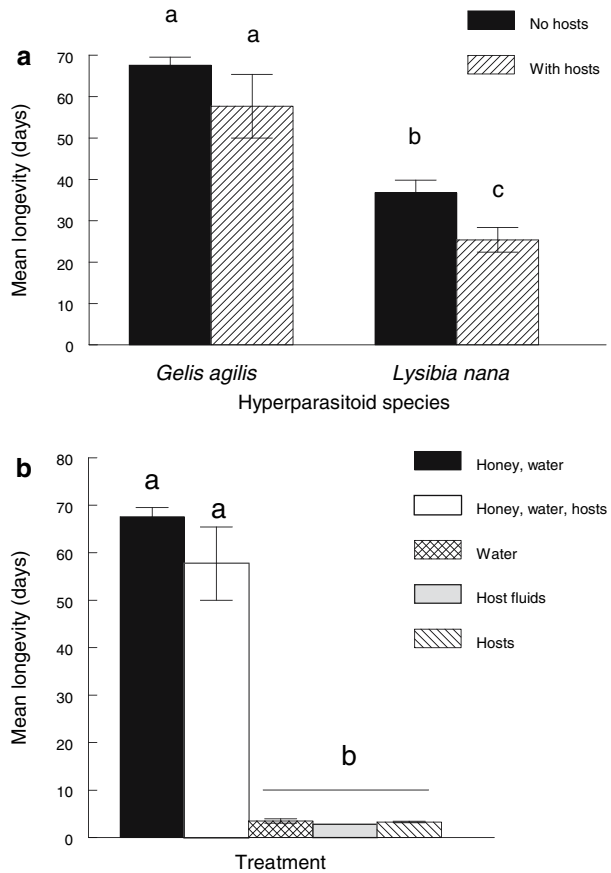 a
Mean longevity (days)
70
60
50
40
30
20
10
0
a
a
b
c
No hosts
With hosts
Gelis agilis
Lysibia nana
Hyperparasitoid species
b
Mean longevity (days)
80
70
60
50
40
30
20
10
0
a
a
b
Honey, water
Honey, water, hosts
Water
Host fluids
Hosts
Treatment